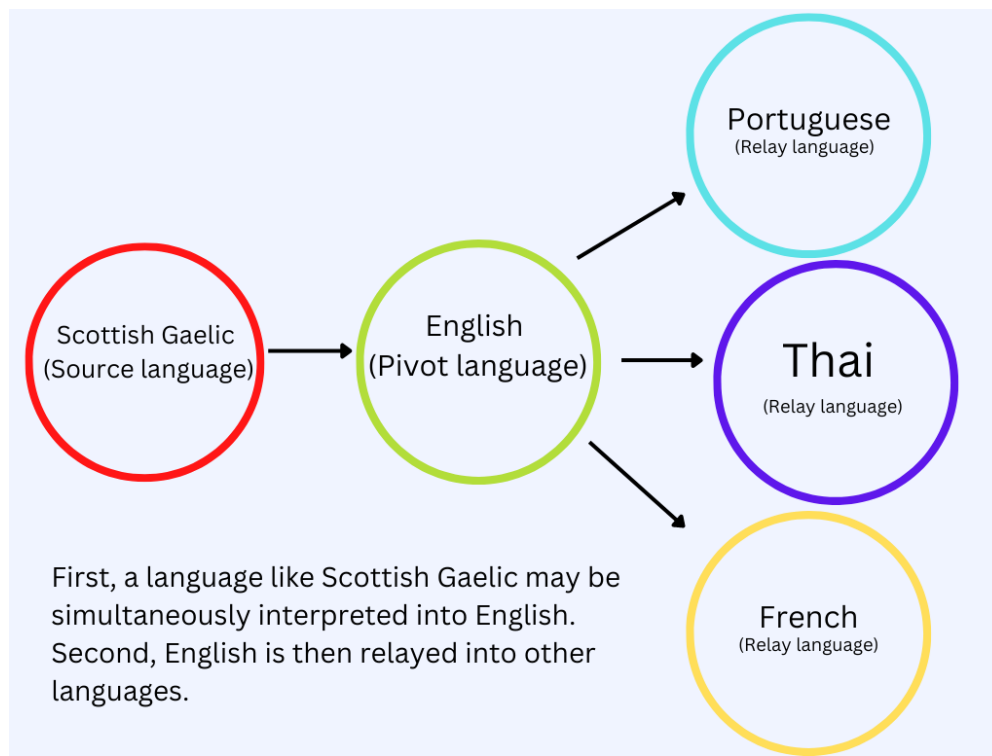 Scottish Gaelic
(Source language)
English
(Pivot language)
Portuguese
(Relay language)
Thai
(Relay language)
French
(Relay language)
First, a language like Scottish Gaelic may be
simultaneously interpreted into English.
Second, English is then relayed into other
languages.